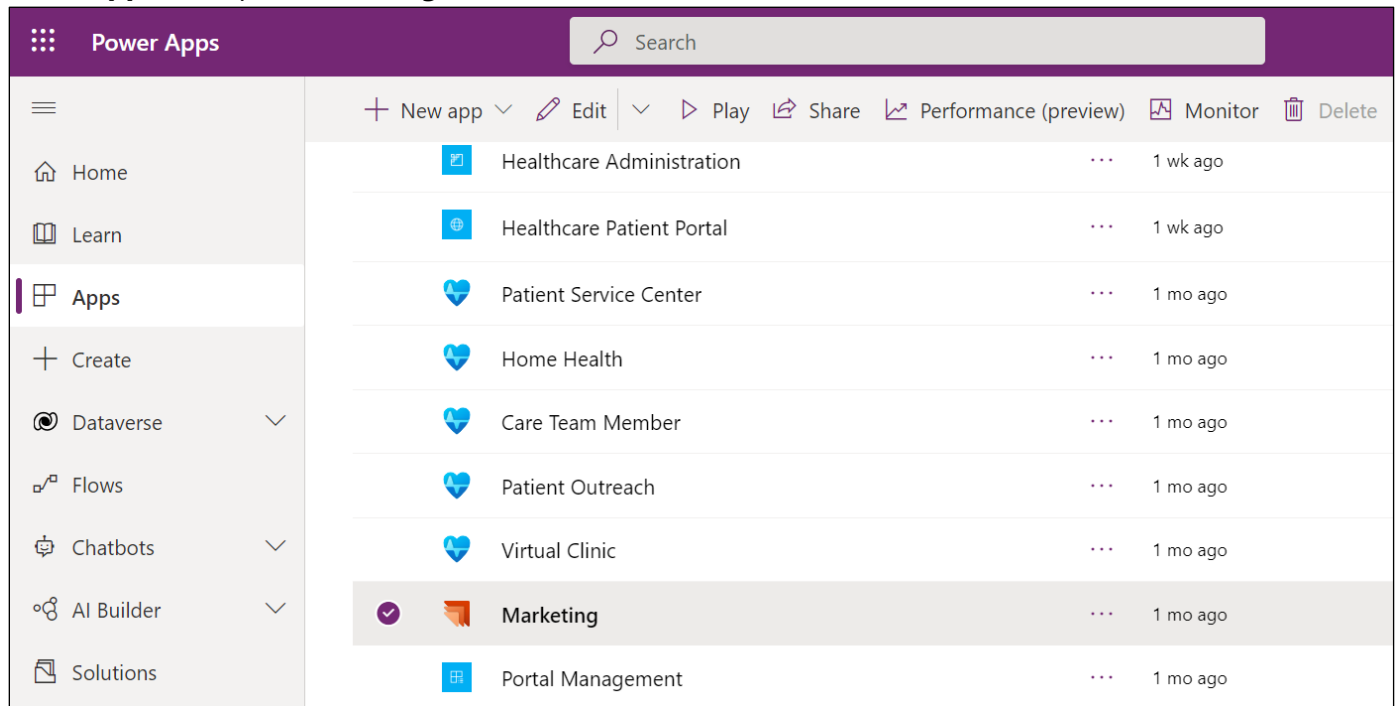 Power Apps
Search
New app
Edit
Play
Share
Performance (preview)
Monitor
Delete
Home
Learn
Apps
Create
Dataverse
Flows
Chatbots
AI Builder
Solutions
Healthcare Administration ... 1 wk ago
Healthcare Patient Portal ... 1 wk ago
Patient Service Center ... 1 mo ago
Home Health ... 1 mo ago
Care Team Member ... 1 mo ago
Patient Outreach ... 1 mo ago
Virtual Clinic ... 1 mo ago
Marketing ... 1 mo ago
Portal Management ... 1 mo ago